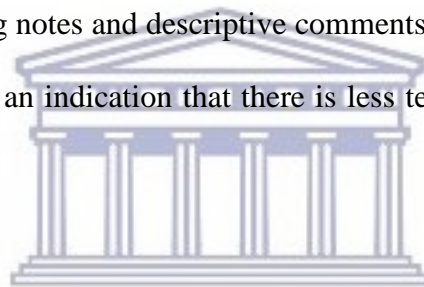 g notes and descriptive comments
an indication that there is less te